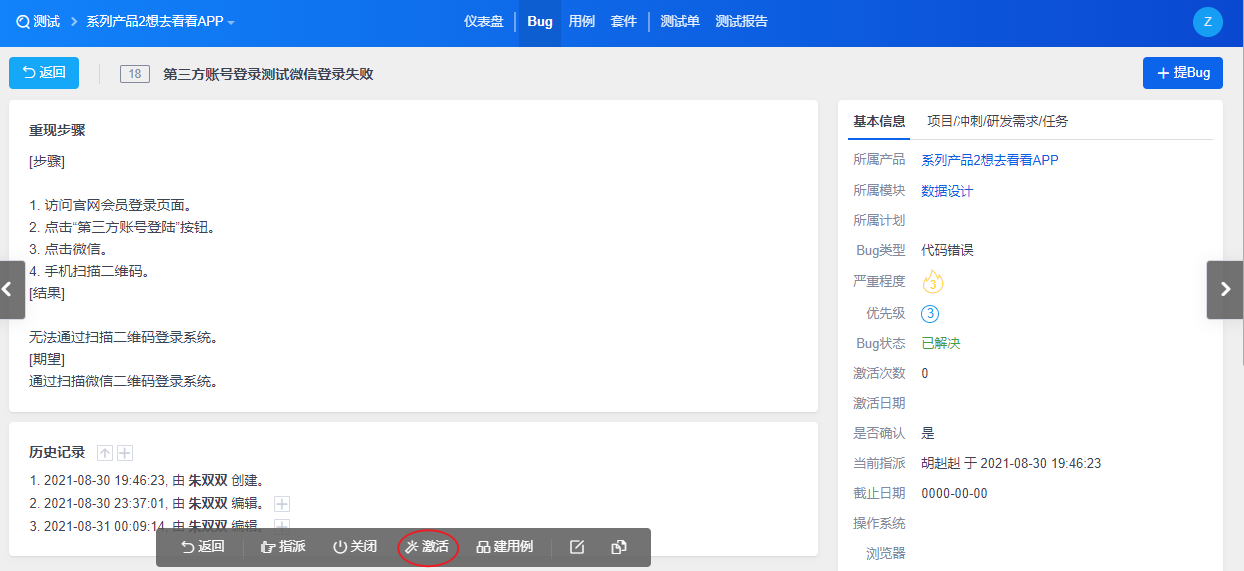 测试 系列产品2想去看看APP 仪表盘 Bug 用例 套件 测试单 测试报告 Z
返回 18 第三方账号登录测试微信登录失败 提Bug
重现步骤
[步骤]
1. 访问官网会员登录页面。
2. 点击“第三方账号登陆”按钮。
3. 点击微信。
4. 手机扫描二维码。
[结果]
无法通过扫描二维码登录系统。
[期望]
通过扫描微信二维码登录系统。
历史记录
1. 2021-08-30 19:46:23, 由 朱双双 创建。
2. 2021-08-30 23:37:01, 由 朱双双 编辑。
3. 2021-08-31 00:09:14, 由 朱双双 编辑。
返回 指派 关闭 激活 建用例
基本信息 项目/冲刺/研发需求/任务
所属产品 系列产品2想去看看APP
所属模块 数据设计
所属计划
Bug类型 代码错误
严重程度 3
优先级 3
Bug状态 已解决
激活次数 0
激活日期
是否确认 是
当前指派 胡赳赳 于 2021-08-30 19:46:23
截止日期 0000-00-00
操作系统
浏览器